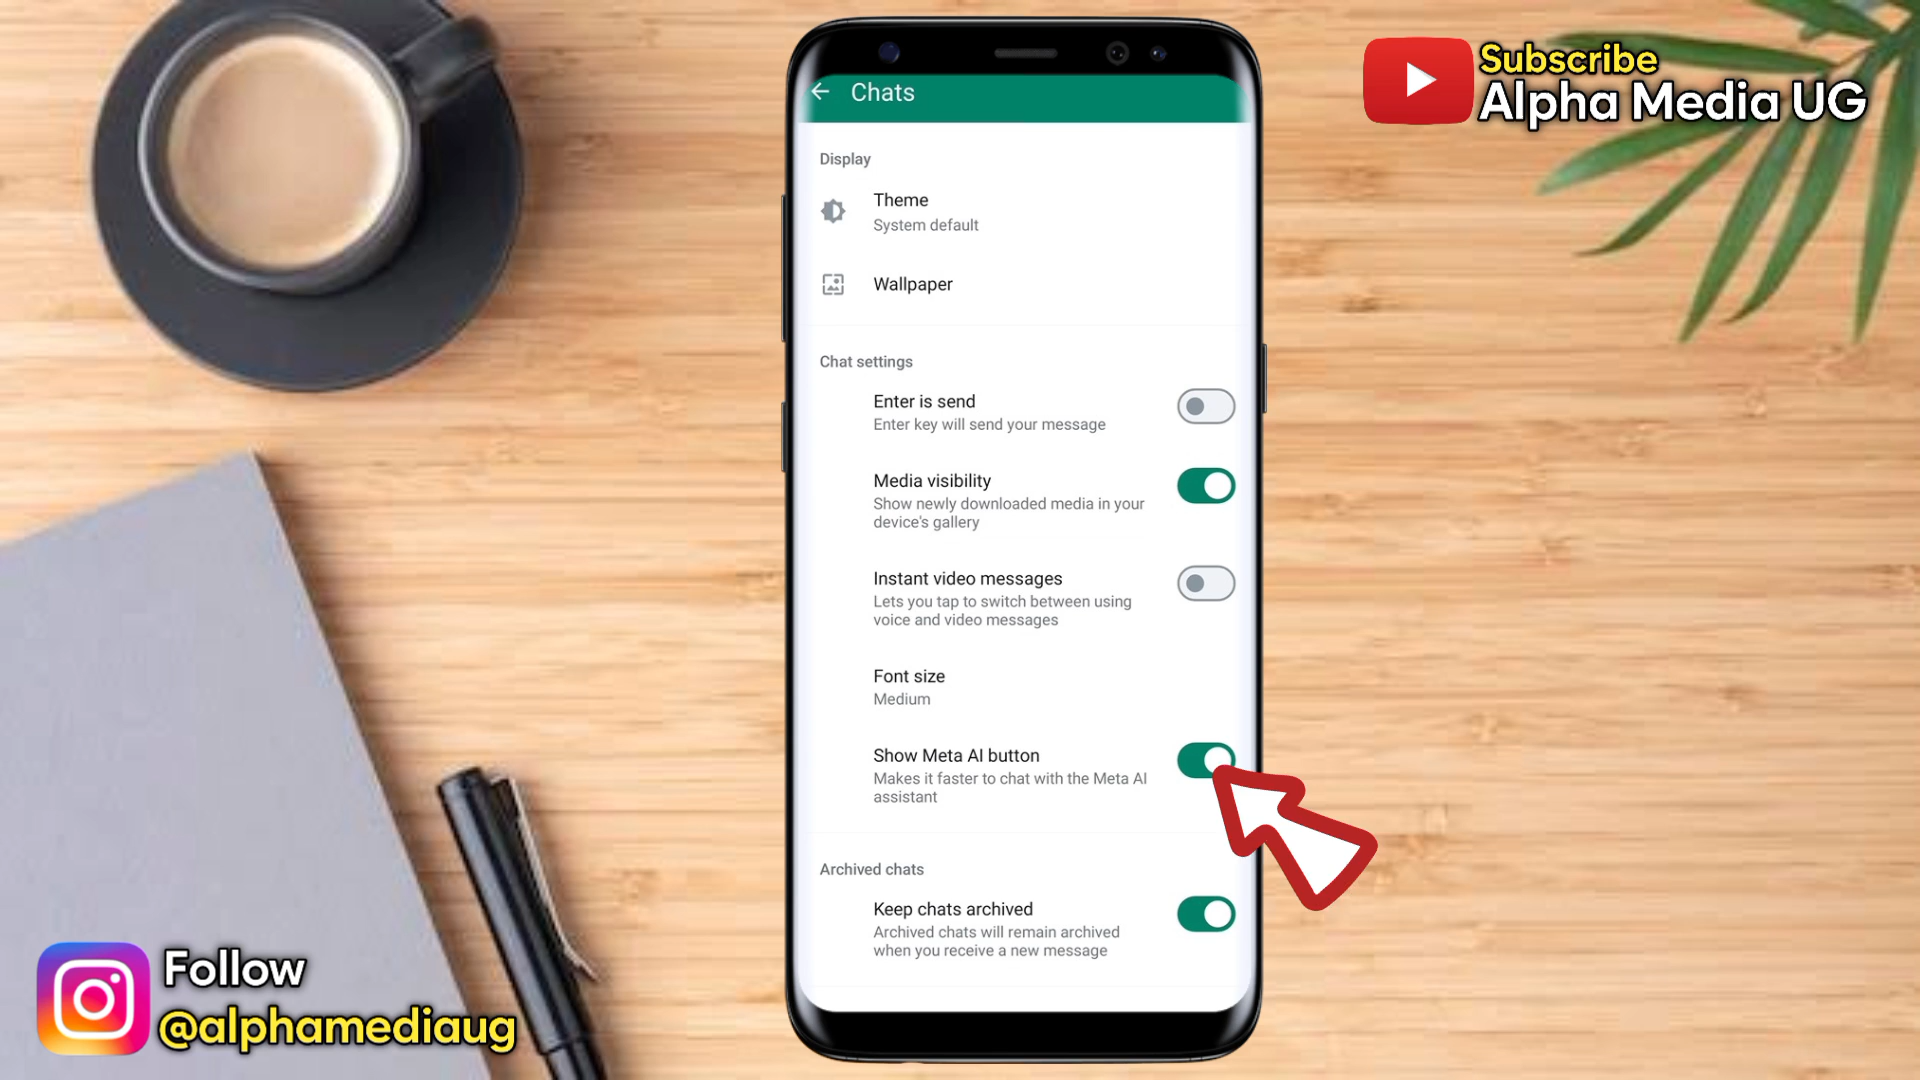 Subscribe
Alpha Media UG
Chats
Display
Theme
System default
Wallpaper
Chat settings
Enter is send
Enter key will send your message
Media visibility
Show newly downloaded media in your
device's gallery
Instant video messages
Lets you tap to switch between using
voice and video messages
Font size
Medium
Show Meta AI button
Makes it faster to chat with the Meta AI
assistant
Archived chats
Keep chats archived
Archived chats will remain archived
when you receive a new message
Follow
@alphamediaug